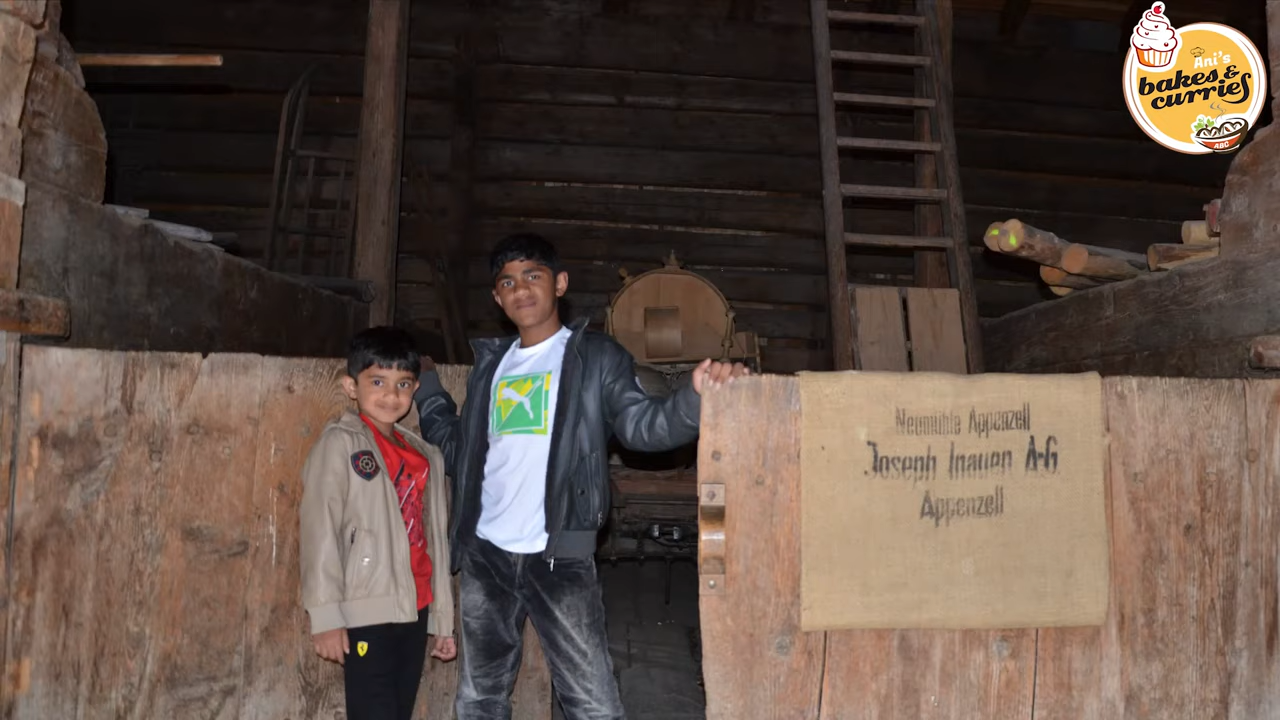 Ani's
bakes &
curries
ABC
Neumühle Appenzell
Joseph Inauen A-G
Appenzell